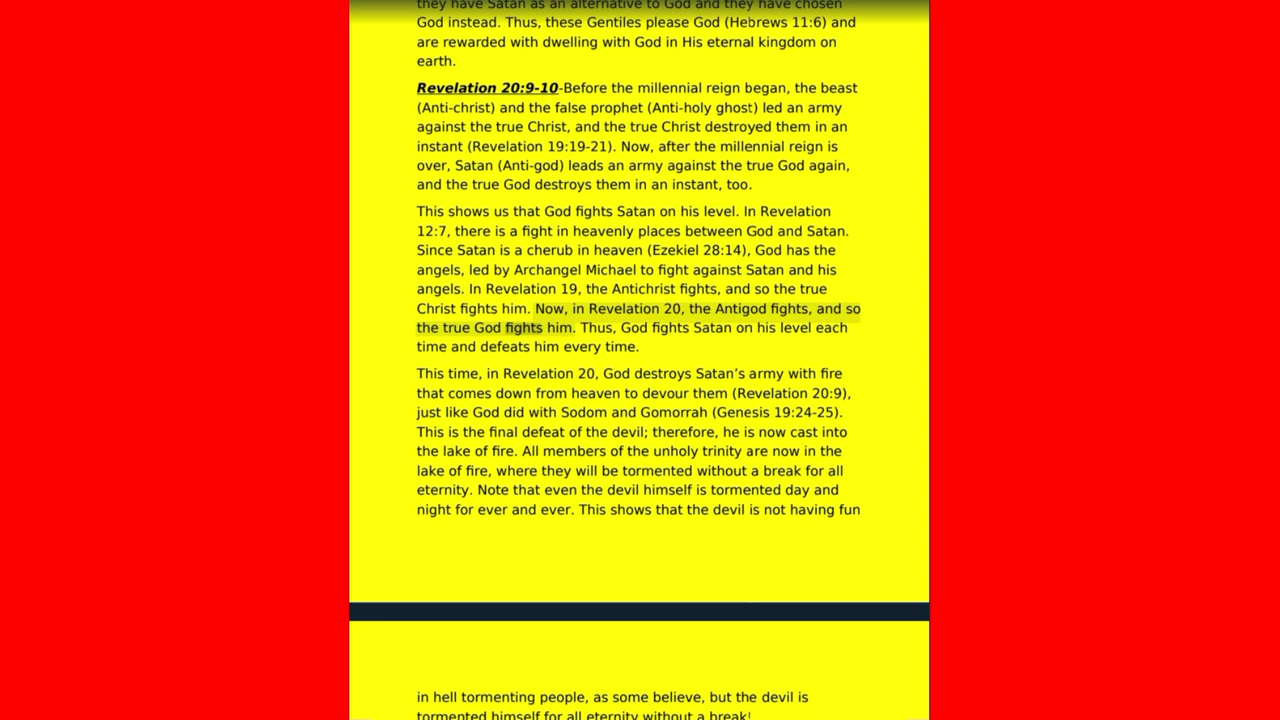 they have Satan as an alternative to God and they have chosen
God instead. Thus, these Gentiles please God (Hebrews 11:6) and
are rewarded with dwelling with God in His eternal kingdom on
earth.
Revelation 20:9-10-Before the millennial reign began, the beast
(Anti-christ) and the false prophet (Anti-holy ghost) led an army
against the true Christ, and the true Christ destroyed them in an
instant (Revelation 19:19-21). Now, after the millennial reign is
over, Satan (Anti-god) leads an army against the true God again,
and the true God destroys them in an instant, too.
This shows us that God fights Satan on his level. In Revelation
12:7, there is a fight in heavenly places between God and Satan.
Since Satan is a cherub in heaven (Ezekiel 28:14), God has the
angels, led by Archangel Michael to fight against Satan and his
angels. In Revelation 19, the Antichrist fights, and so the true
Christ fights him. Now, in Revelation 20, the Antigod fights, and so
the true God fights him. Thus, God fights Satan on his level each
time and defeats him every time.
This time, in Revelation 20, God destroys Satan’s army with fire
that comes down from heaven to devour them (Revelation 20:9),
just like God did with Sodom and Gomorrah (Genesis 19:24-25).
This is the final defeat of the devil; therefore, he is now cast into
the lake of fire. All members of the unholy trinity are now in the
lake of fire, where they will be tormented without a break for all
eternity. Note that even the devil himself is tormented day and
night for ever and ever. This shows that the devil is not having fun
in hell tormenting people, as some believe, but the devil is
tormented himself for all eternity without a break!